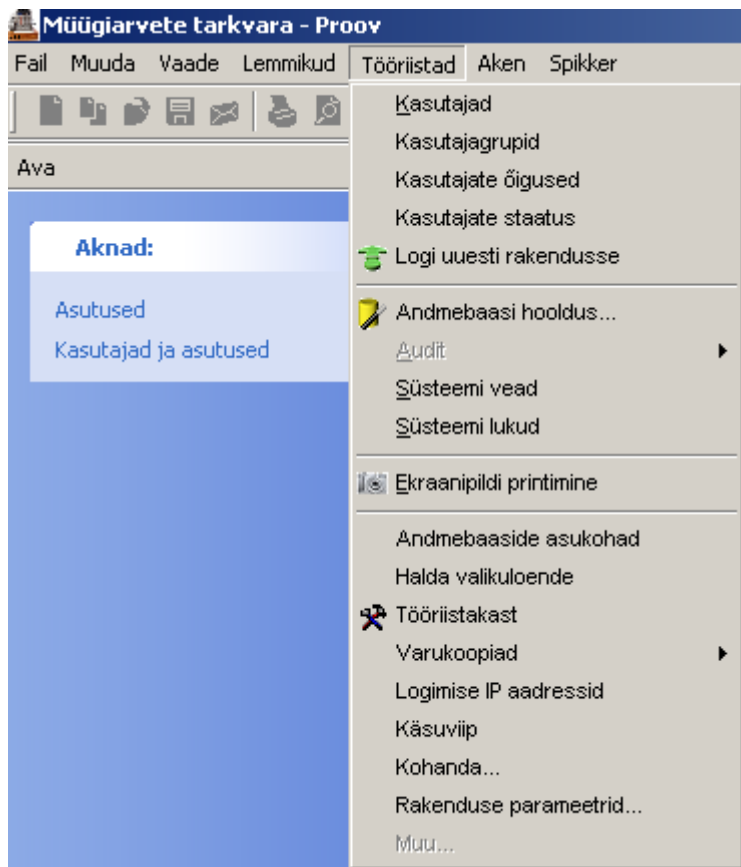 Müügiarvete tarkvara - Proov
Fail Muuda Vaade Lemmikud Tööriistad Aken Spikker
Ava
Aknad:
Asutused
Kasutajad ja asutused
Kasutajad
Kasutajagrupid
Kasutajate õigused
Kasutajate staatus
Logi uuesti rakendusse
Andmebaasi hooldus...
Audit
Süsteemi vead
Süsteemi lukud
Ekraanipildi printimine
Andmebaaside asukohad
Halda valikuloende
Tööriistakast
Varukoopiad
Logimise IP aadressid
Käsuviip
Kohanda...
Rakenduse parameetrid...
Muu...